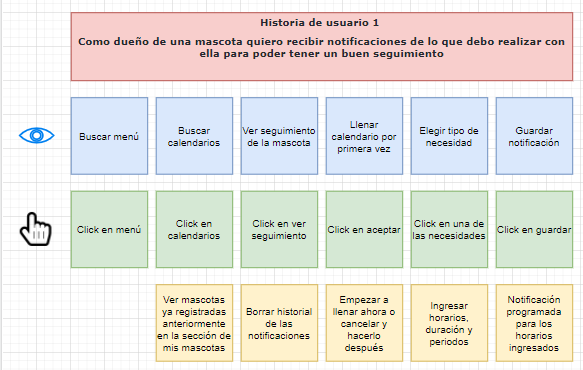 Historia de usuario 1
Como dueño de una mascota quiero recibir notificaciones de lo que debo realizar con
ella para poder tener un buen seguimiento
Buscar menú
Buscar
calendarios
Ver seguimiento
de la mascota
Llenar
calendario por
primera vez
Elegir tipo de
necesidad
Guardar
notificación
Click en menú
Click en
calendarios
Click en ver
seguimiento
Click en aceptar
Click en una de
las necesidades
Click en guardar
Ver mascotas
ya registradas
anteriormente
en la sección de
mis mascotas
Borrar historial
de las
notificaciones
Empezar a
llenar ahora o
cancelar y
hacerlo
después
Ingresar
horarios,
duración y
periodos
Notificación
programada
para los
horarios
ingresados